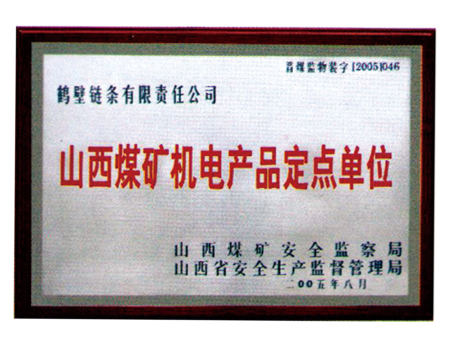 晋煤监物装字[2005]046
鹤壁链条有限责任公司
山西煤矿机电产品定点单位
山西煤矿安全监察局
山西省安全生产监督管理局
二00五年八月